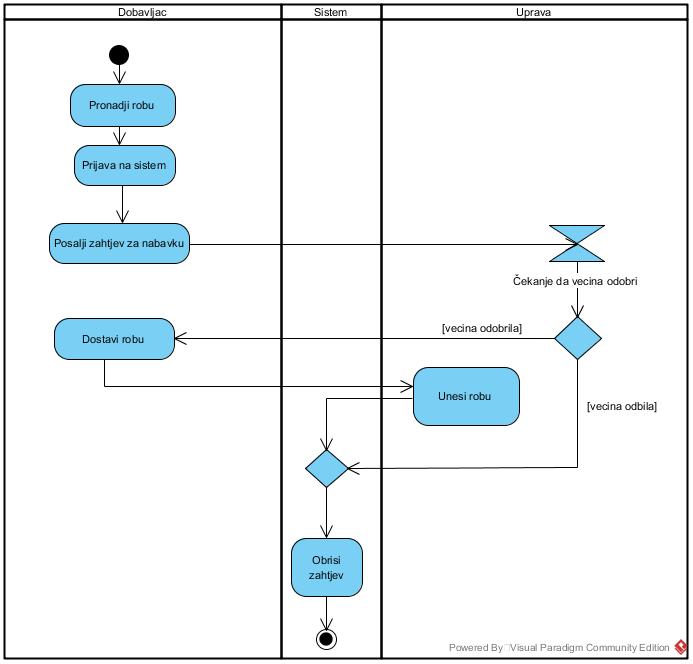 Dobavljac
Sistem
Uprava
Pronadji robu
Prijava na sistem
Posalji zahtjev za nabavku
Čekanje da vecina odobri
[vecina odobrila]
Dostavi robu
Unesi robu
[vecina odbila]
Obrisi
zahtjev
Powered By Visual Paradigm Community Edition